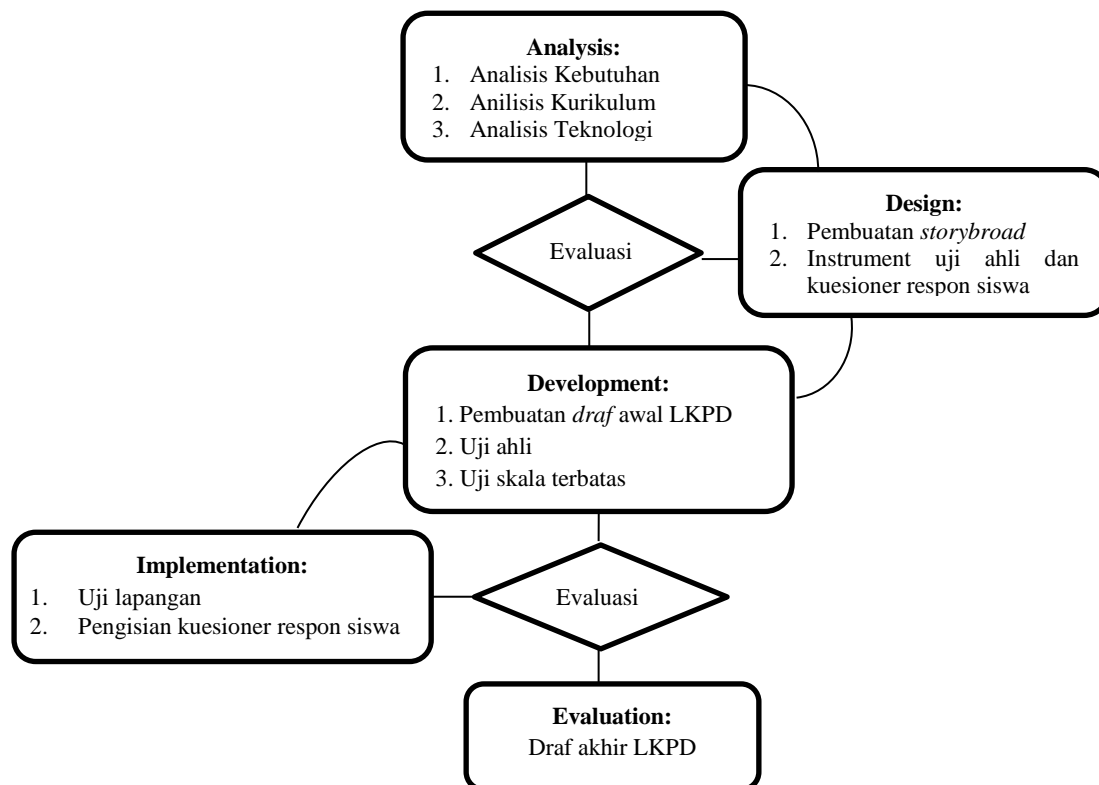 Analysis:
1. Analisis Kebutuhan
2. Anilisis Kurikulum
3. Analisis Teknologi
Evaluasi
Design:
1. Pembuatan storybroad
2. Instrument uji ahli dan
kuesioner respon siswa
Development:
1. Pembuatan draf awal LKPD
2. Uji ahli
3. Uji skala terbatas
Implementation:
1. Uji lapangan
2. Pengisian kuesioner respon siswa
Evaluasi
Evaluation:
Draf akhir LKPD